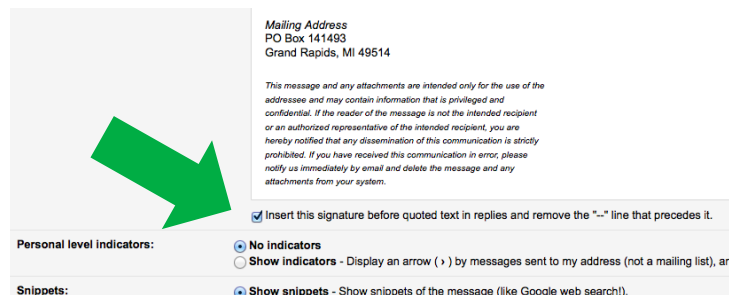 Mailing Address
PO Box 141493
Grand Rapids, MI 49514
This message and any attachments are intended only for the use of the
addressee and may contain information that is privileged and
confidential. If the reader of the message is not the intended recipient
or an authorized representative of the intended recipient, you are
hereby notified that any dissemination of this communication is strictly
prohibited. If you have received this communication in error, please
notify us immediately by email and delete the message and any
attachments from your system.
Insert this signature before quoted text in replies and remove the "--" line that precedes it.
Personal level indicators:
No indicators
Show indicators - Display an arrow ( › ) by messages sent to my address (not a mailing list), an
Snippets:
Show snippets - Show snippets of the message (like Google web search!).